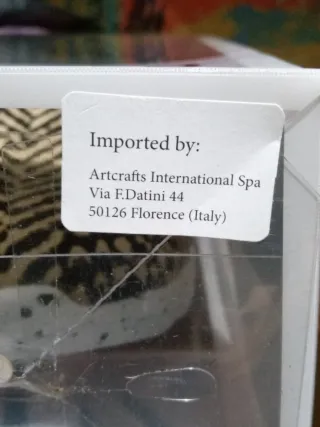 Imported by:
Artcrafts International Spa
Via F.Datini 44
50126 Florence (Italy)